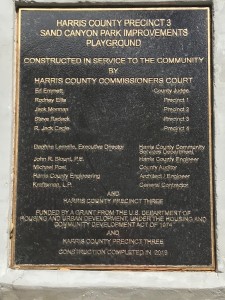 HARRIS COUNTY PRECINCT 3
SAND CANYON PARK IMPROVEMENTS
PLAYGROUND
CONSTRUCTED IN SERVICE TO THE COMMUNITY
BY
HARRIS COUNTY COMMISSIONERS COURT
Ed Emmett County Judge
Rodney Ellis Precinct 1
Jack Morman Precinct 2
Steve Radack Precinct 3
R. Jack Cagle Precinct 4
Daphne Lemelle, Executive Director Harris County Community
Services Department
John R. Blount, P.E. Harris County Engineer
Michael Post County Auditor
Harris County Engineering Architect / Engineer
L.P. General Contractor
AND
HARRIS COUNTY PRECINCT THREE
FUNDED BY A GRANT FROM THE U.S. DEPARTMENT OF
HOUSING AND URBAN DEVELOPMENT, UNDER THE HOUSING AND
COMMUNITY DEVELOPMENT ACT OF 1974
AND
HARRIS COUNTY PRECINCT THREE
CONSTRUCTION COMPLETED IN